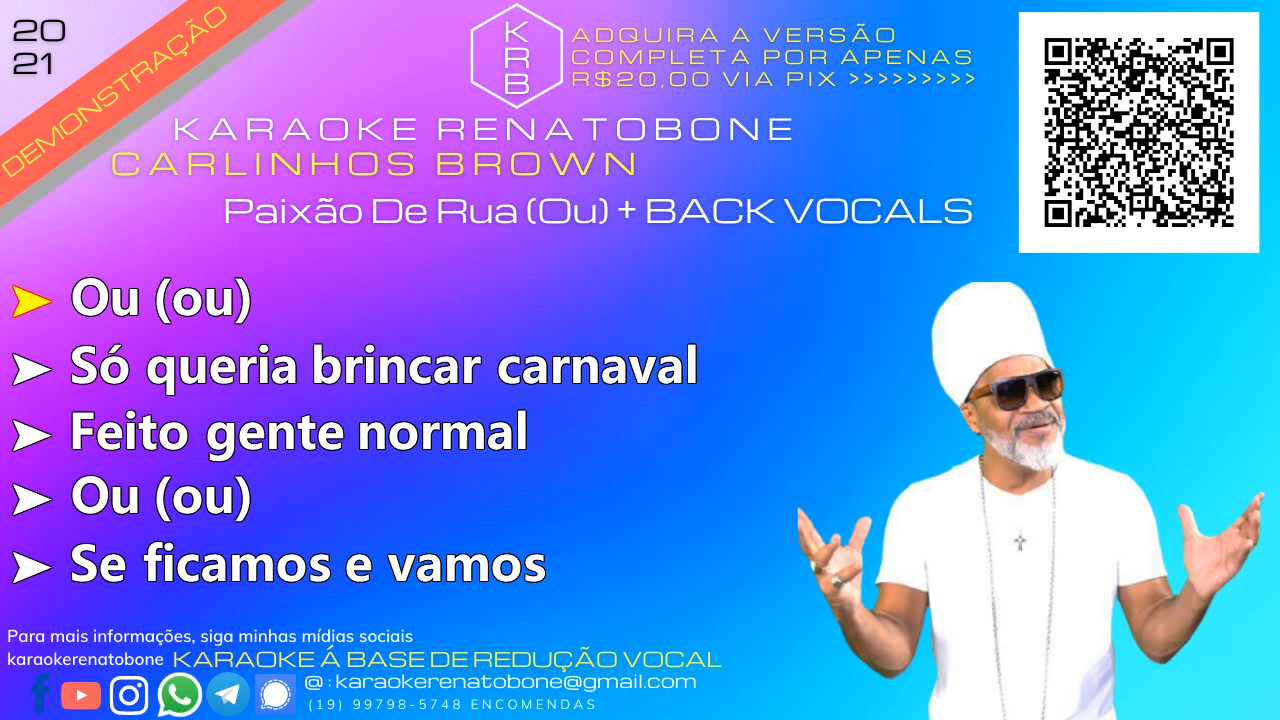 20
21
DEMONSTRAÇÃO
K
R
B
ADQUIRA A VERSÃO
COMPLETA POR APENAS
R$20,00 VIA PIX >>>>>>>>>
KARAOKE RENATOBONE
CARLINHOS BROWN
Paixão De Rua (Ou) + BACK VOCALS
➤ Ou (ou)
➤ Só queria brincar carnaval
➤ Feito gente normal
➤ Ou (ou)
➤ Se ficamos e vamos
Para mais informações, siga minhas mídias sociais
karaokerenatobone KARAOKE Á BASE DE REDUÇÃO VOCAL
@ : karaokerenatobone@gmail.com
(19) 99798-5748 ENCOMENDAS